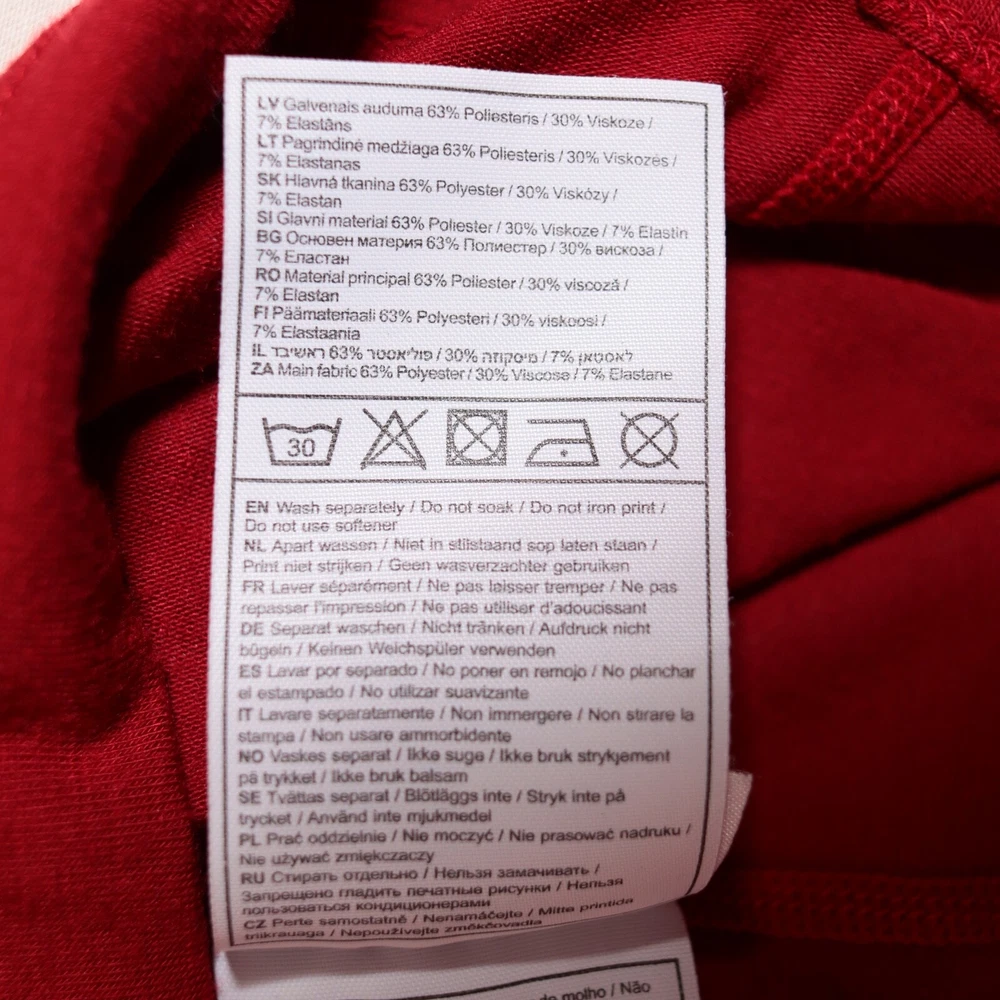 LV Galvenais auduma 63% Poliesteris / 30% Viskoze /
7% Elastāns
LT Pagrindinė medžiaga 63% Poliesteris / 30% Viskozės /
7% Elastanas
SK Hlavná tkanina 63% Polyester / 30% Viskózy /
7% Elastan
SI Glavni material 63% Poliester / 30% Viskoze / 7% Elastin
BG Основен материя 63% Полиестер / 30% вискоза /
7% Еластан
RO Material principal 63% Poliester / 30% viscoză /
7% Elastan
FI Päämateriaali 63% Polyesteri / 30% viskoosi /
7% Elastaania
IL 63% / 30% / 7%
ZA Main fabric 63% Polyester / 30% Viscose / 7% Elastane
30
EN Wash separately / Do not soak / Do not iron print /
Do not use softener
NL Apart wassen / Niet in stilstaand sop laten staan /
Print niet strijken / Geen wasverzachter gebruiken
FR Laver séparément / Ne pas laisser tremper / Ne pas
repasser l'impression / Ne pas utiliser d'adoucissant
DE Separat waschen / Nicht tränken / Aufdruck nicht
bügeln / Keinen Weichspüler verwenden
ES Lavar por separado / No poner en remojo / No planchar
el estampado / No utilizar suavizante
IT Lavare separatamente / Non immergere / Non stirare la
stampa / Non usare ammorbidente
NO Vaskes separat / Ikke suge / Ikke bruk strykjement
på trykket / Ikke bruk balsam
SE Tvättas separat / Blötläggs inte / Stryk inte på
trycket / Använd inte mjukmedel
PL Prać oddzielnie / Nie moczyć / Nie prasować nadruku /
Nie używać zmiękczaczy
RU Стирать отдельно / Нельзя замачивать /
Запрещено гладить печатные рисунки / Нельзя
пользоваться кондиционерами
CZ Perte samostatně / Nenamáčejte / Mitte printida
triikrauaga / Nepoužívejte změkčovadla
de molho / Não